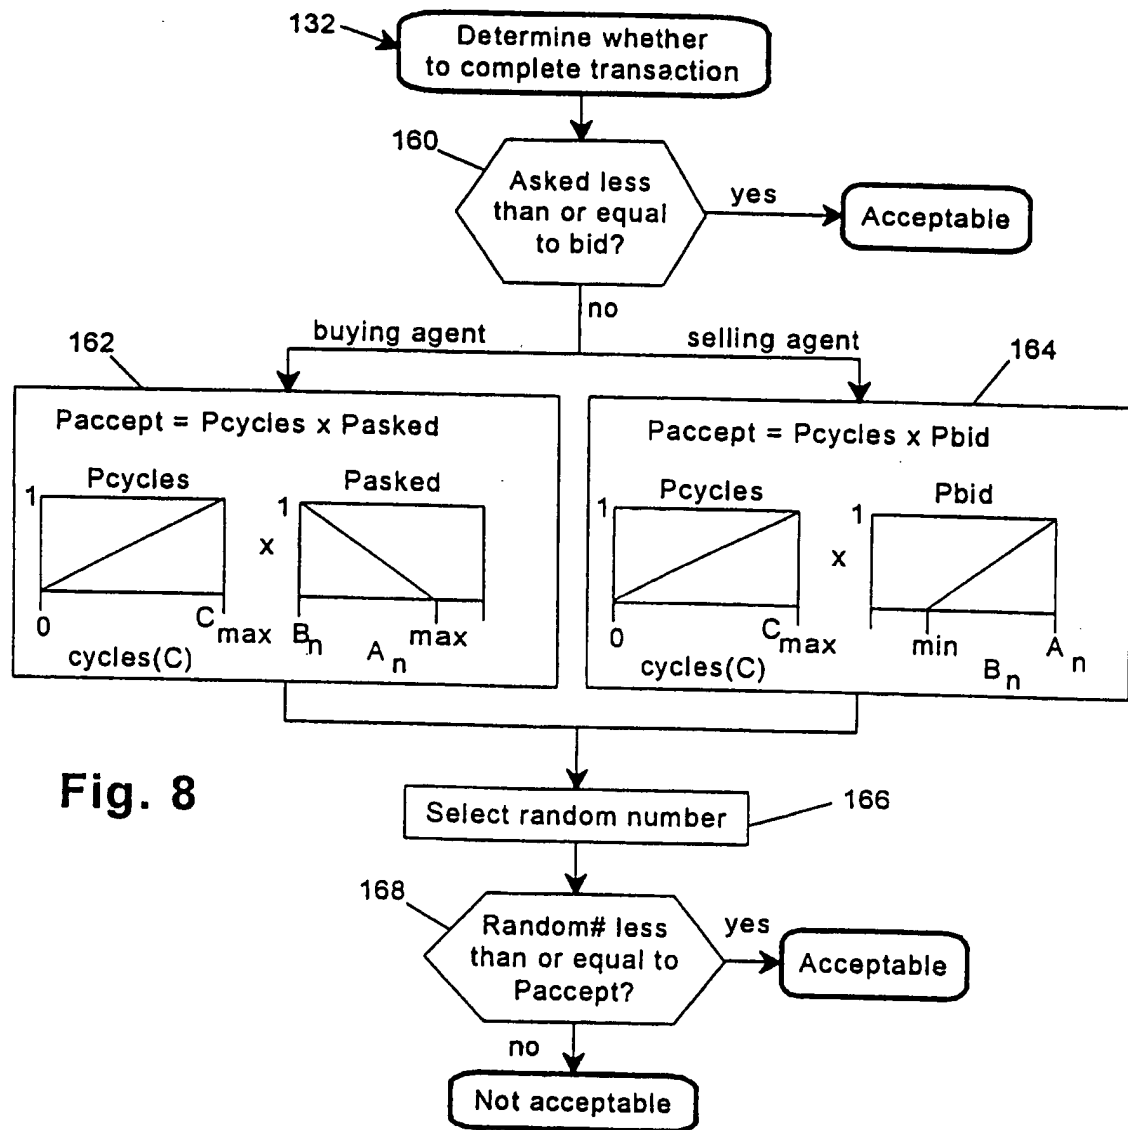 132
Determine whether
to complete transaction
160
Asked less
than or equal
to bid?
yes
Acceptable
no
buying agent
selling agent
162
164
Paccept = Pcycles x Pasked
Pcycles
1
0
C max
cycles(C)
x
Pasked
1
B n
A n
max
Paccept = Pcycles x Pbid
Pcycles
1
0
C max
cycles(C)
x
Pbid
1
min
B n
A n
Fig. 8
Select random number
166
168
Random# less
than or equal to
Paccept?
yes
Acceptable
no
Not acceptable